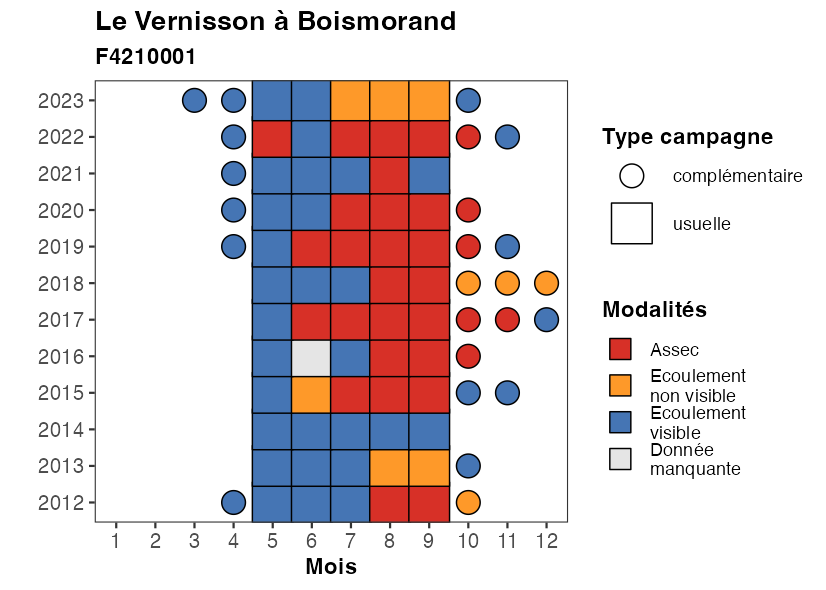 Le Vernisson à Boismorand
F4210001
2023
2022
2021
2020
2019
2018
2017
2016
2015
2014
2013
2012
1 2 3 4 5 6 7 8 9 10 11 12
Mois
Type campagne
complémentaire
usuelle
Modalités
Assec
Ecoulement
non visible
Ecoulement
visible
Donnée
manquante